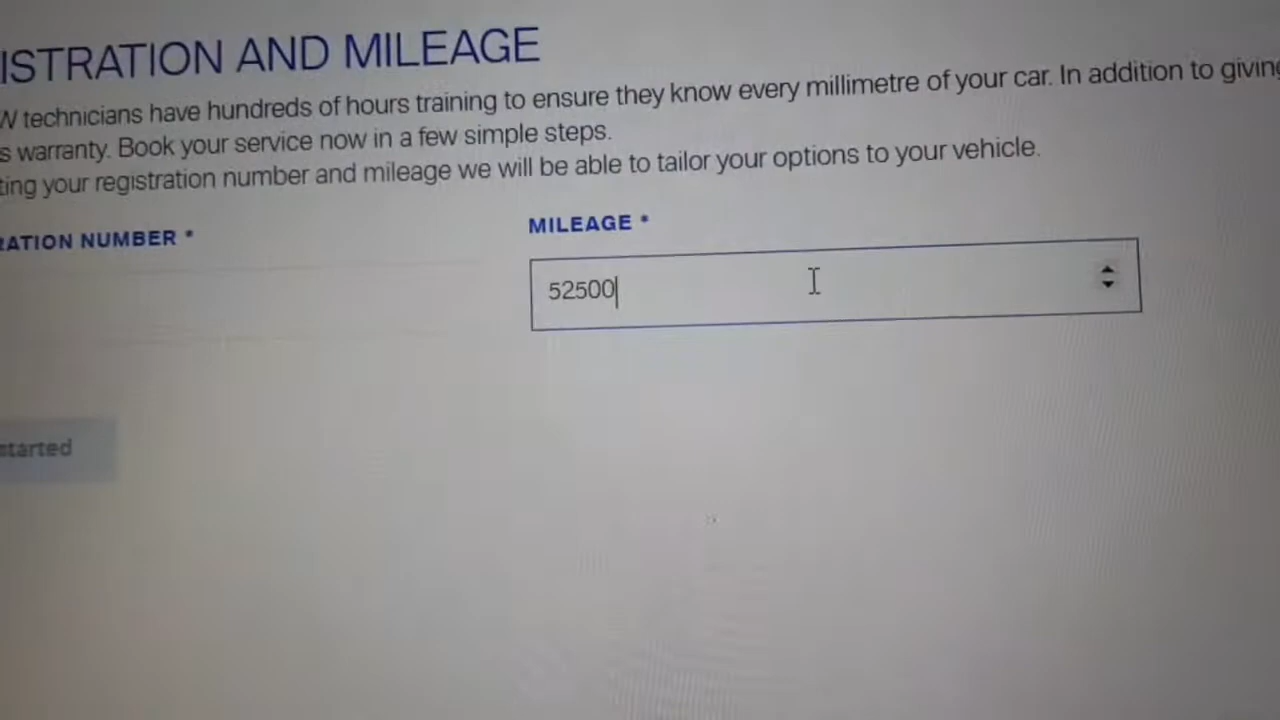 ISTRATION AND MILEAGE
W technicians have hundreds of hours training to ensure they know every millimetre of your car. In addition to giving
s warranty. Book your service now in a few simple steps.
ting your registration number and mileage we will be able to tailor your options to your vehicle.
RATION NUMBER *
MILEAGE *
52500
started